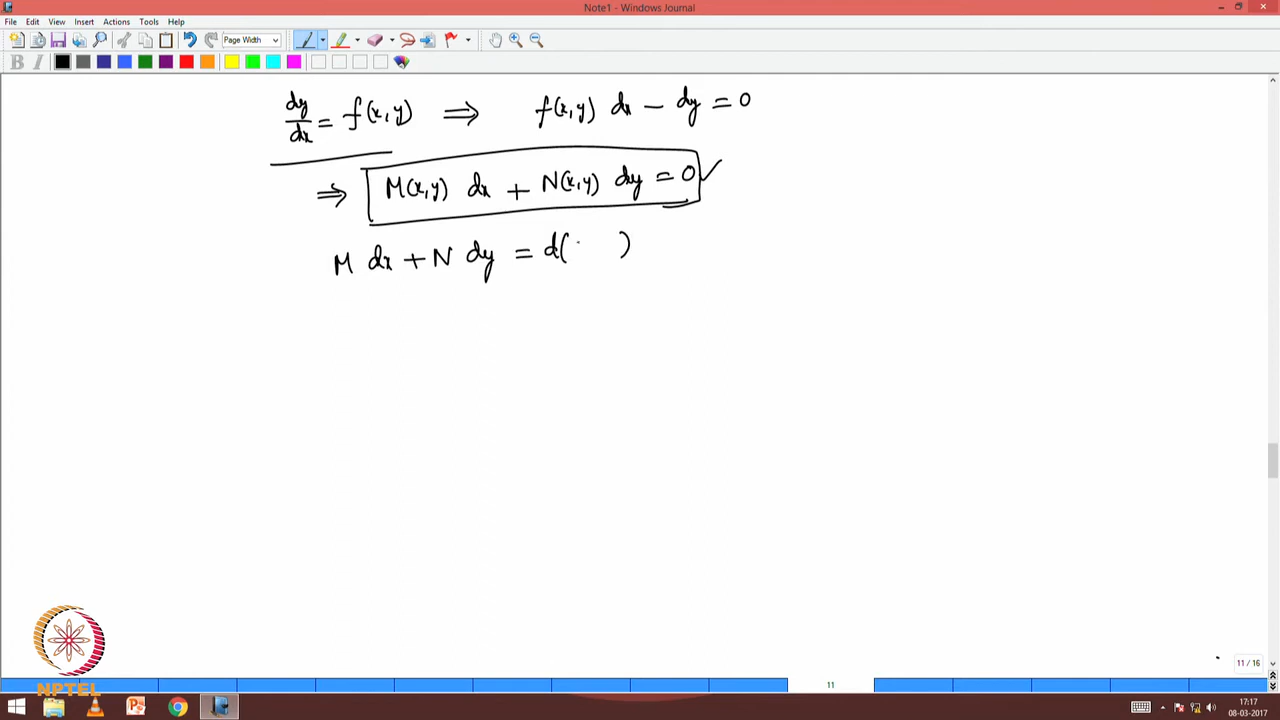 Note1 - Windows Journal
File Edit View Insert Actions Tools Help
Page Width
B I
dy/dx = f(x,y) ⟹ f(x,y) dx − dy = 0
⟹ M(x,y) dx + N(x,y) dy = 0 ✓
M dx + N dy = d( )
11 / 16
NPTEL
11
17:17
08-03-2017